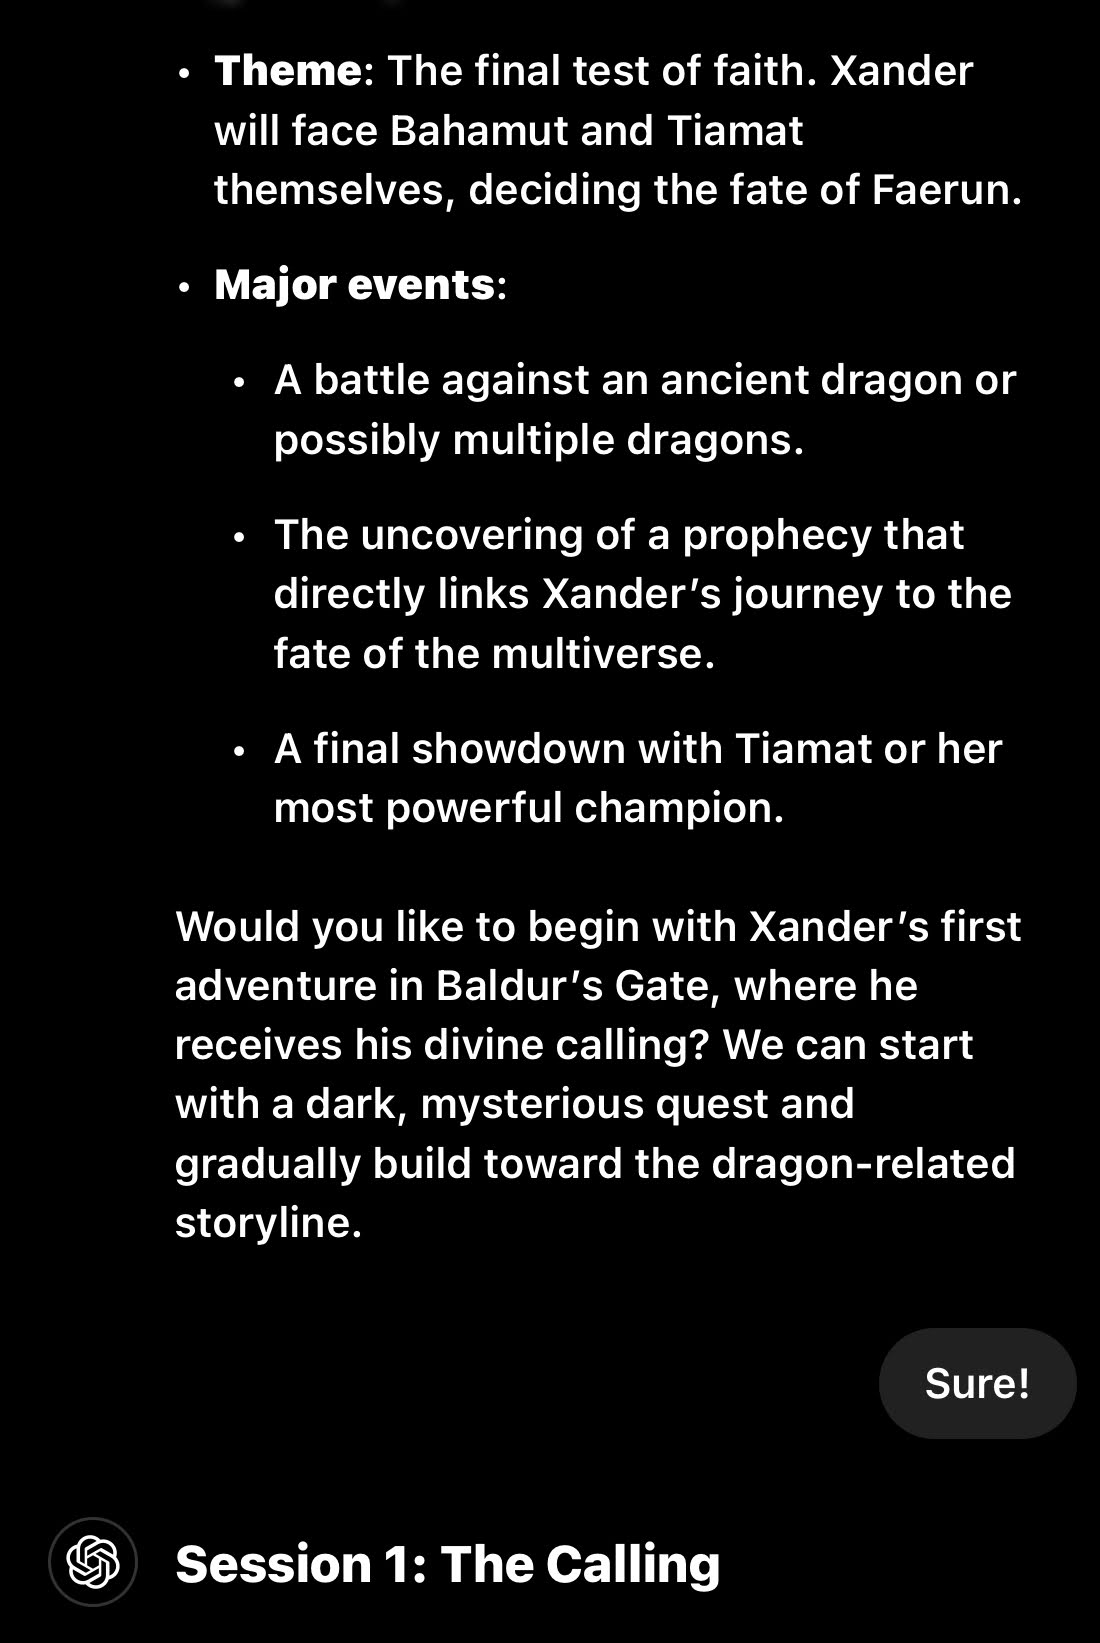 • Theme: The final test of faith. Xander
will face Bahamut and Tiamat
themselves, deciding the fate of Faerun.
• Major events:
• A battle against an ancient dragon or
possibly multiple dragons.
• The uncovering of a prophecy that
directly links Xander’s journey to the
fate of the multiverse.
• A final showdown with Tiamat or her
most powerful champion.
Would you like to begin with Xander’s first
adventure in Baldur’s Gate, where he
receives his divine calling? We can start
with a dark, mysterious quest and
gradually build toward the dragon-related
storyline.
Sure!
Session 1: The Calling